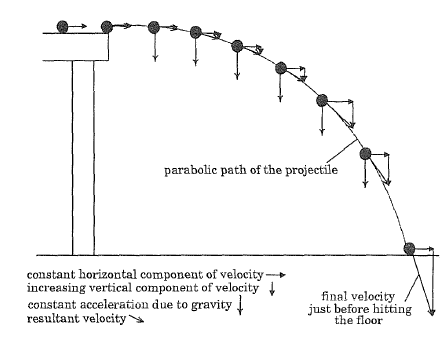 parabolic path of the projectile
constant horizontal component of velocity
increasing vertical component of velocity
constant acceleration due to gravity
resultant velocity
final velocity
just before hitting
the floor